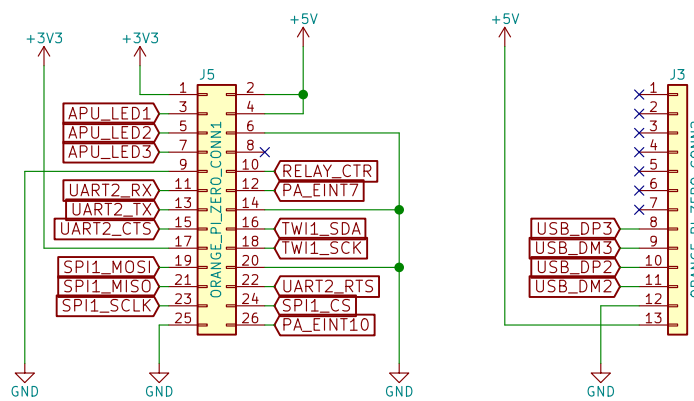 +5V
+5V
+3V3
+3V3
J5
J3
1
2
1
APU_LED1
3
4
2
APU_LED2
5
6
3
APU_LED3
7
8
4
9
10
RELAY_CTR
5
UART2_RX
11
12
PA_EINT7
6
UART2_TX
13
14
7
UART2_CTS
15
16
TWI1_SDA
USB_DP3
8
17
18
TWI1_SCK
USB_DM3
9
SPI1_MOSI
19
20
USB_DP2
10
SPI1_MISO
21
22
UART2_RTS
USB_DM2
11
SPI1_SCLK
23
24
SPI1_CS
12
25
26
PA_EINT10
13
ORANGE_PI_ZERO_CONN1
GND
GND
GND
GND